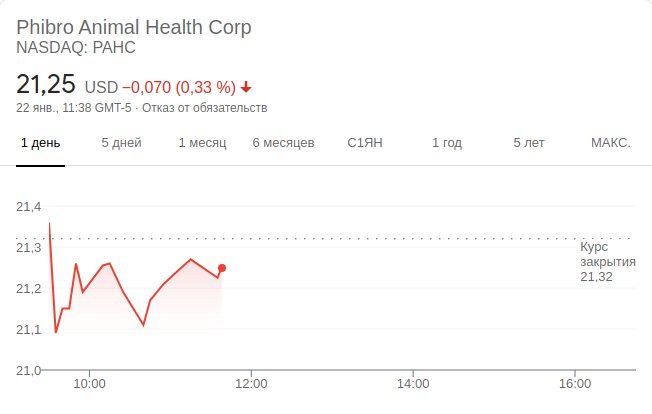 Phibro Animal Health Corp
NASDAQ: PAHC
21,25 USD −0,070 (0,33 %)
22 янв., 11:38 GMT-5 · Отказ от обязательств
1 день 5 дней 1 месяц 6 месяцев С1ЯН 1 год 5 лет МАКС.
21,4
21,3
Курс
закрытия
21,32
21,2
21,1
21,0
10:00 12:00 14:00 16:00